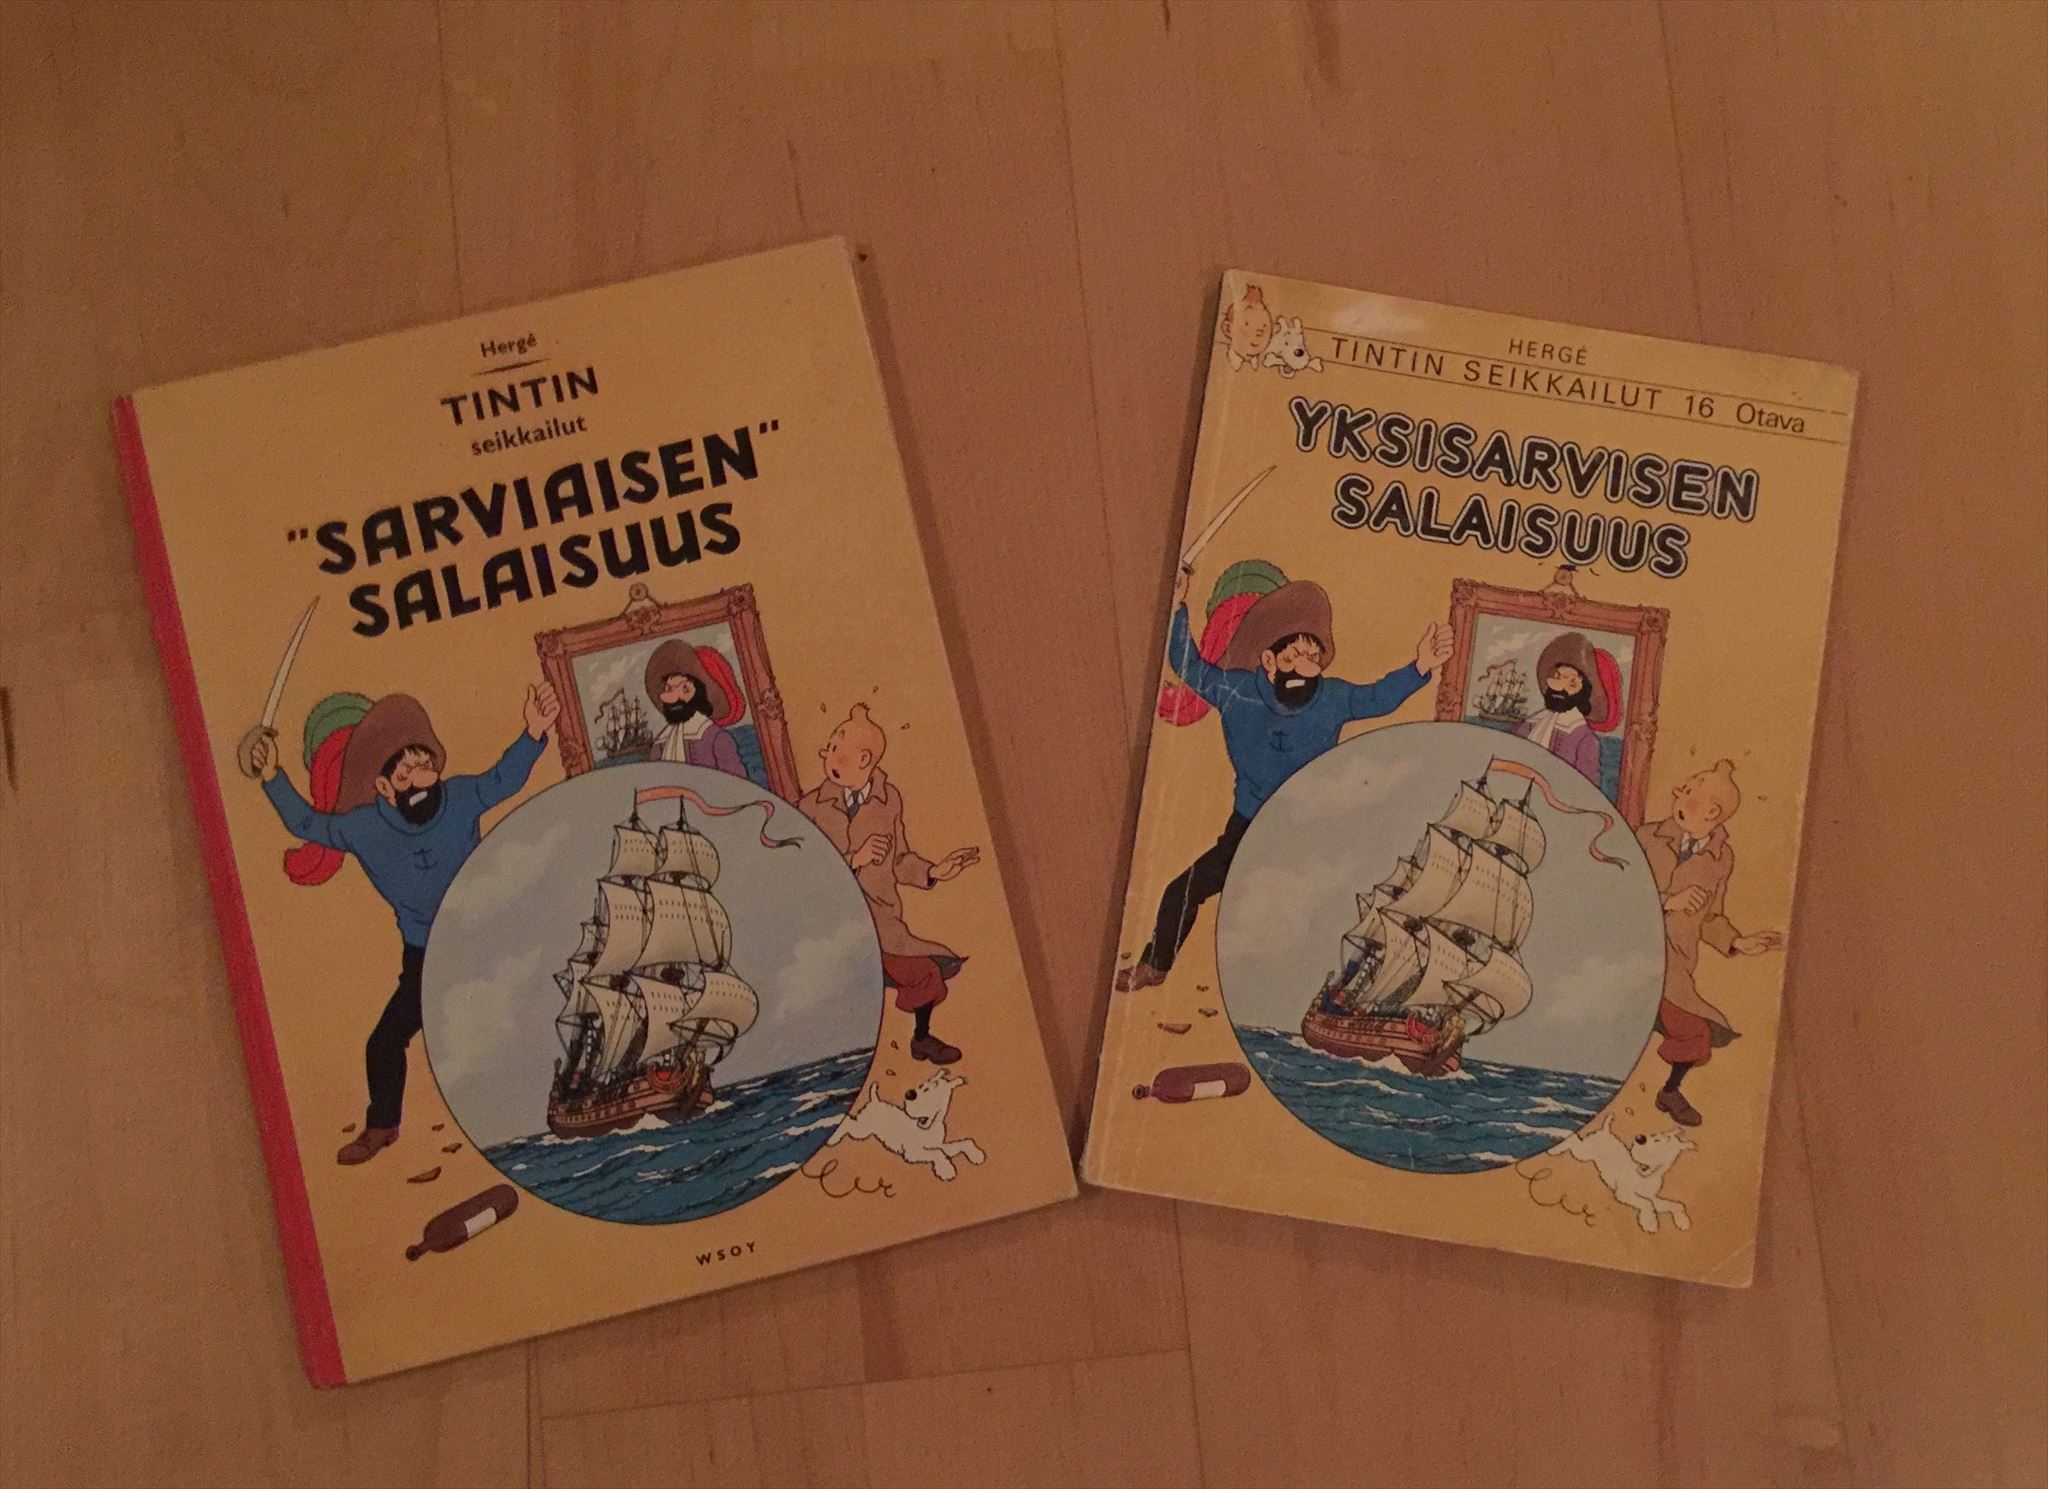 Hergé
TINTIN
seikkailut
"SARVIAISEN"
SALAISUUS
WSOY
HERGÉ
TINTIN SEIKKAILUT 16 Otava
YKSISARVISEN
SALAISUUS